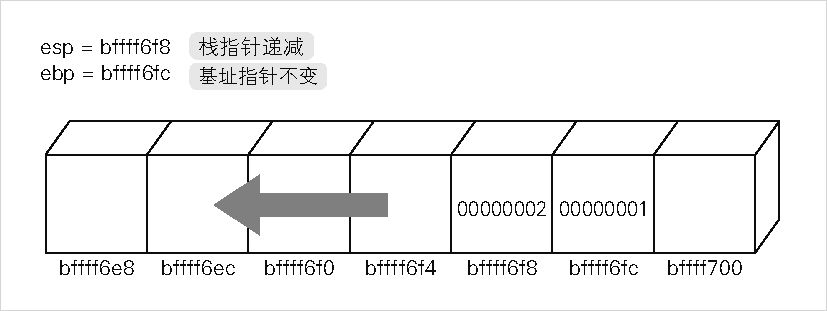 esp = bffff6f8 栈指针递减
ebp = bffff6fc 基址指针不变
00000002 00000001
bffff6e8 bffff6ec bffff6f0 bffff6f4 bffff6f8 bffff6fc bffff700